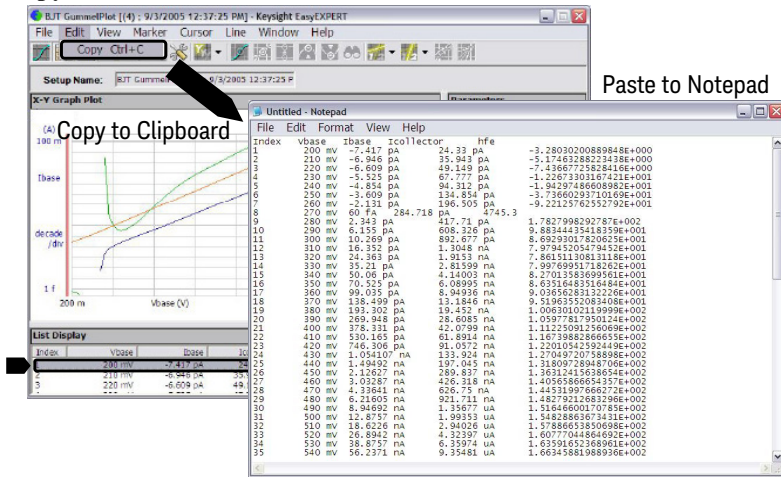 BJT GummelPlot [(4) ; 9/3/2005 12:37:25 PM] - Keysight EasyEXPERT
File Edit View Marker Cursor Line Window Help
Copy Ctrl+C
Setup Name: BJT Gumme 9/3/2005 12:37:25 P
X-Y Graph Plot
Paste to Notepad
Copy to Clipboard
(A)
100 m
Ibase
decade
/div
1 f
200 m Vbase (V)
List Display
Index Vbase Ibase
200 mV -7.417 pA
2 210 mV -6.946 pA
3 220 mV -6.609 pA
Untitled - Notepad
File Edit Format View Help
Index Vbase Ibase Icollector hfe
1 200 mV -7.417 pA 24.33 pA -3.28030200889848E+000
2 210 mV -6.946 pA 35.943 pA -5.17463288223438E+000
3 220 mV -6.609 pA 49.149 pA -7.43667725828416E+000
4 230 mV -5.525 pA 67.777 pA -1.22673303167421E+001
5 240 mV -4.854 pA 94.312 pA -1.94297486608982E+001
6 250 mV -3.609 pA 134.854 pA -3.73660293710169E+001
7 260 mV -2.131 pA 196.505 pA -9.22125762552792E+001
8 270 mV 60 fA 284.718 pA 4745.3
9 280 mV 2.343 pA 417.71 pA 1.7827998292787E+002
10 290 mV 6.155 pA 608.326 pA 9.88344435418359E+001
11 300 mV 10.269 pA 892.677 pA 8.69293017820625E+001
12 310 mV 16.352 pA 1.3048 nA 7.97945205479452E+001
13 320 mV 24.363 pA 1.9153 nA 7.86151130813118E+001
14 330 mV 35.21 pA 2.81599 nA 7.99769951718262E+001
15 340 mV 50.06 pA 4.14003 nA 8.27013583699561E+001
16 350 mV 70.525 pA 6.08995 nA 8.63516483516484E+001
17 360 mV 99.035 pA 8.94936 nA 9.03656283132226E+001
18 370 mV 138.499 pA 13.1846 nA 9.51963552083408E+001
19 380 mV 193.302 pA 19.452 nA 1.00630102119999E+002
20 390 mV 269.948 pA 28.6085 nA 1.05977817950124E+002
21 400 mV 378.331 pA 42.0799 nA 1.11225091256069E+002
22 410 mV 530.165 pA 61.8914 nA 1.16739882866655E+002
23 420 mV 746.306 pA 91.0572 nA 1.22010542592449E+002
24 430 mV 1.054107 nA 133.924 nA 1.27049720758898E+002
25 440 mV 1.49492 nA 197.045 nA 1.31809728948706E+002
26 450 mV 2.12627 nA 289.837 nA 1.36312415638654E+002
27 460 mV 3.03287 nA 426.318 nA 1.40565866654357E+002
28 470 mV 4.33641 nA 626.75 nA 1.44531997666272E+002
29 480 mV 6.21605 nA 921.711 nA 1.48279212683296E+002
30 490 mV 8.94692 nA 1.35677 uA 1.51646600170785E+002
31 500 mV 12.8757 nA 1.99353 uA 1.54828863673431E+002
32 510 mV 18.6226 nA 2.94026 uA 1.57886653850698E+002
33 520 mV 26.8942 nA 4.32397 uA 1.60777044864692E+002
34 530 mV 38.8757 nA 6.35974 uA 1.63591652368961E+002
35 540 mV 56.2371 nA 9.35481 uA 1.66345881988936E+002